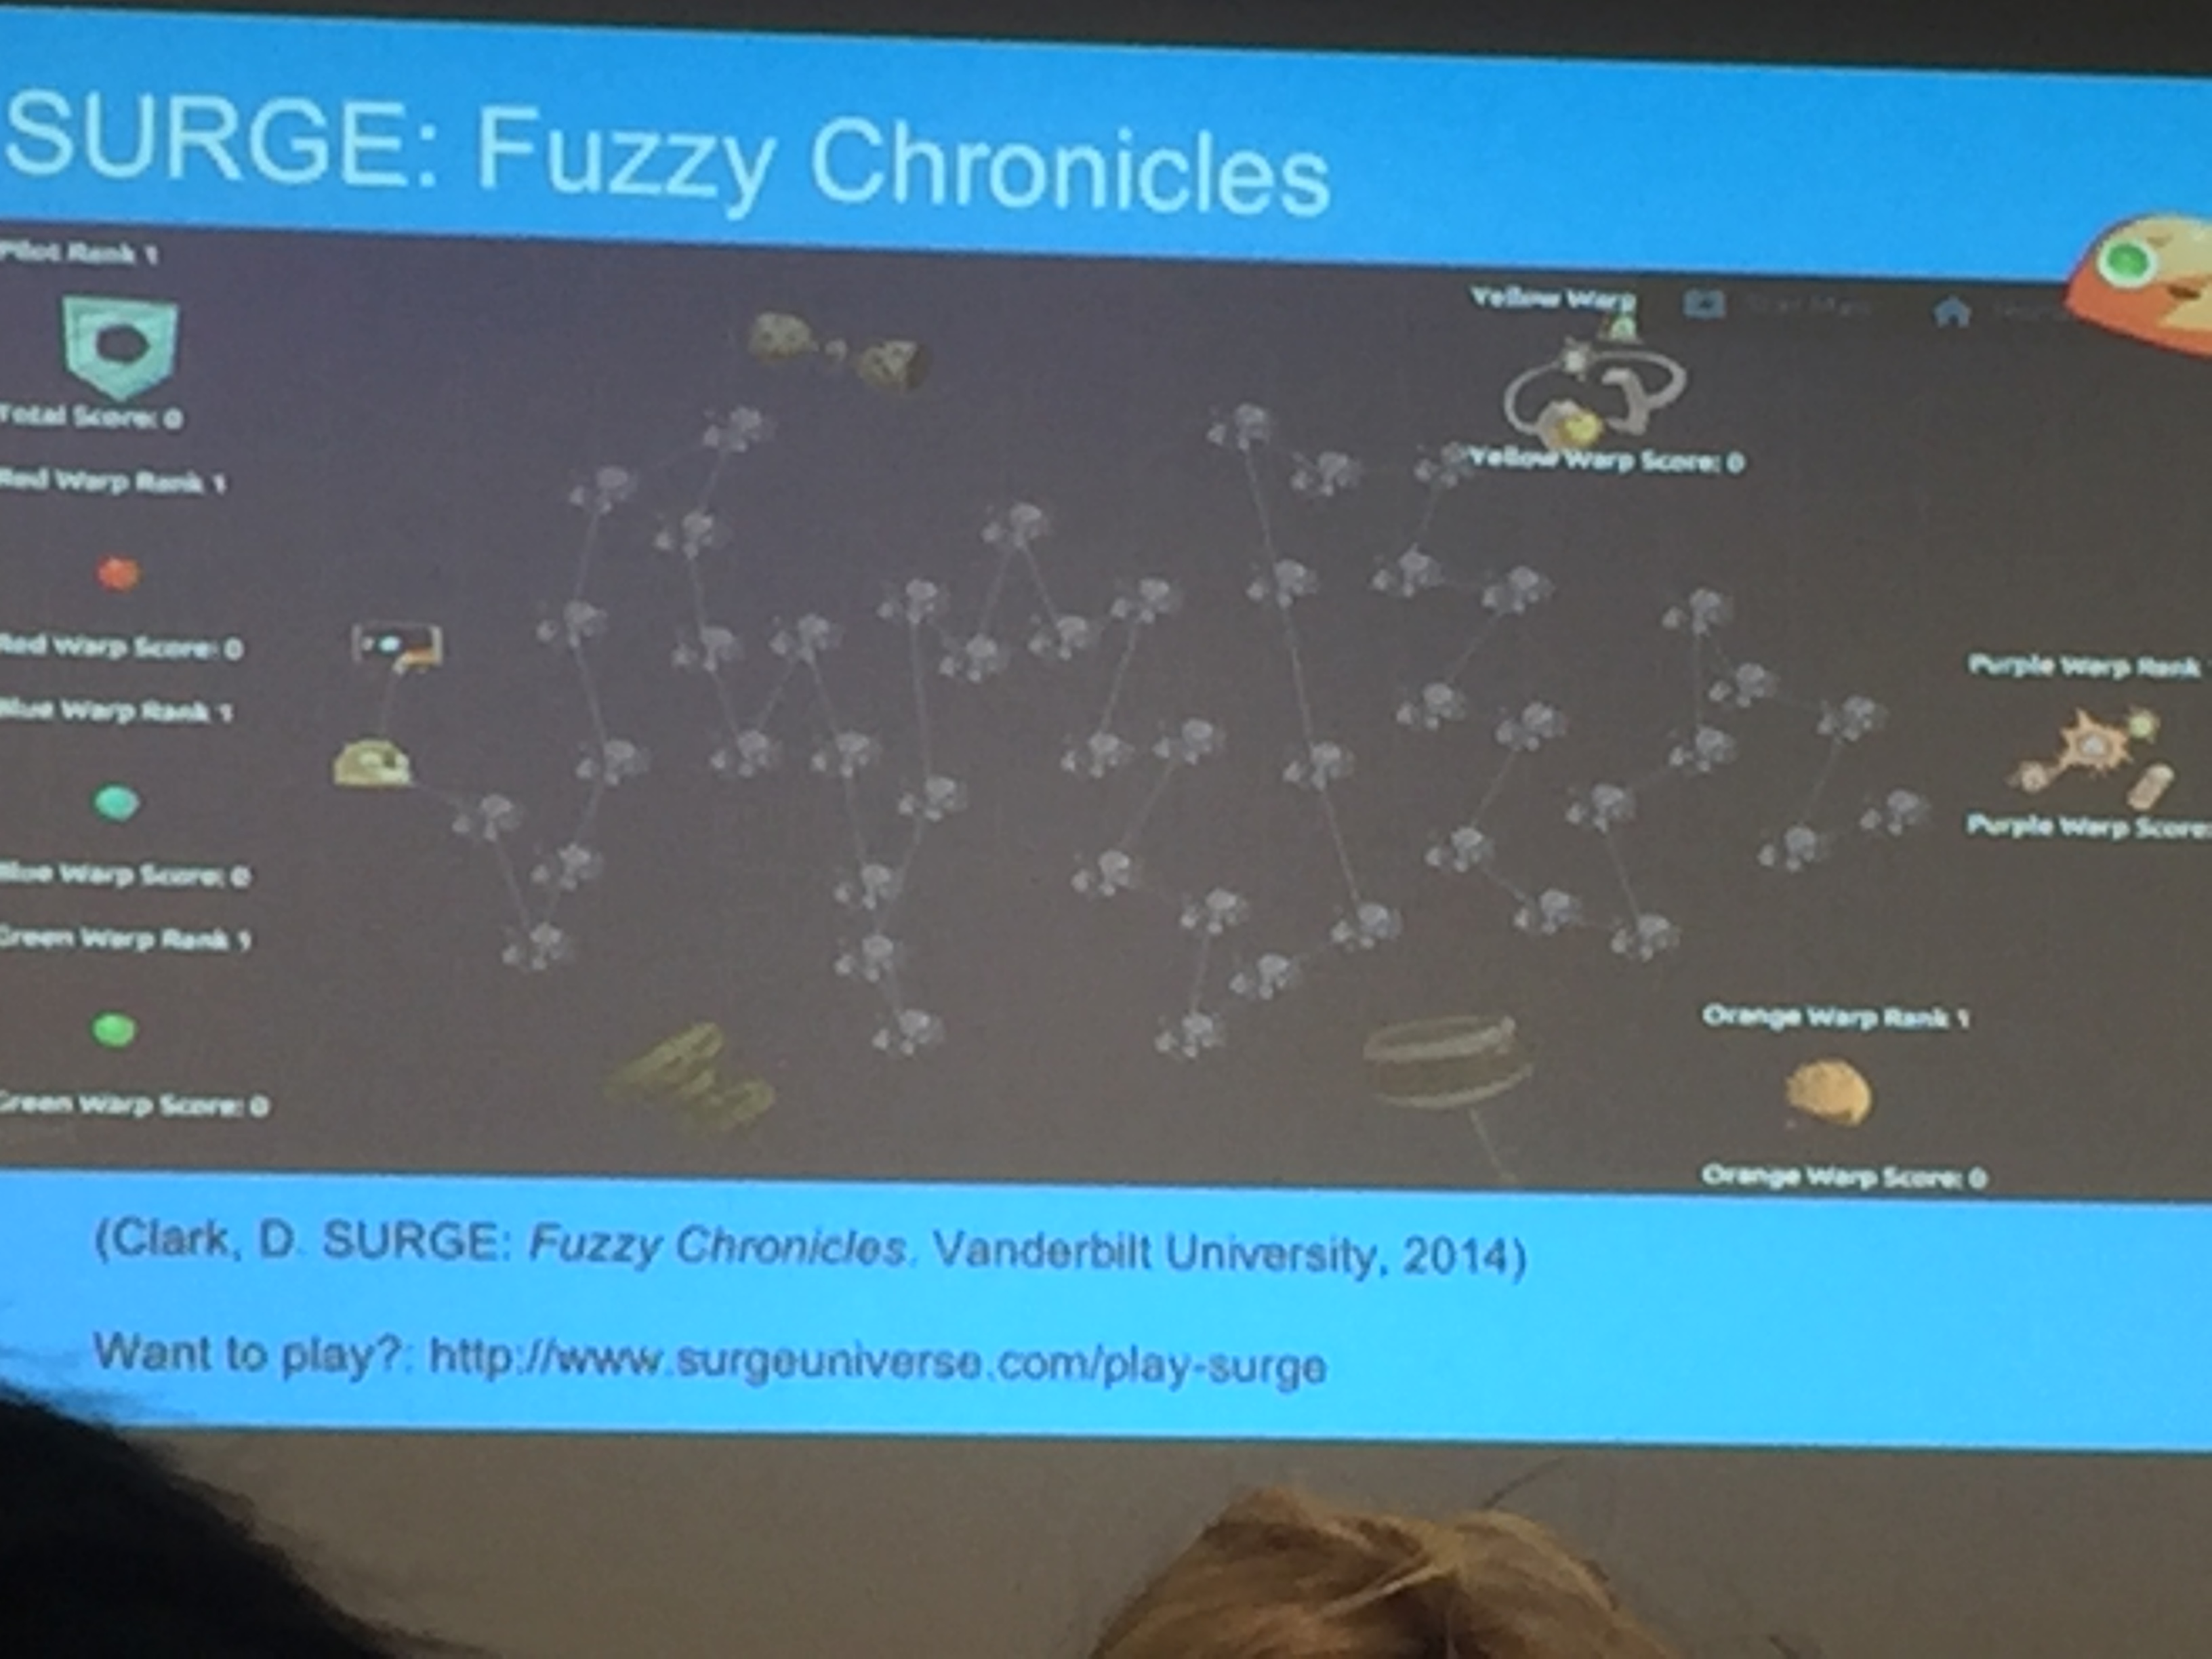 SURGE: Fuzzy Chronicles
Pilot Rank 1
Total Score: 0
Red Warp Rank 1
Red Warp Score: 0
Blue Warp Rank 1
Blue Warp Score: 0
Green Warp Rank 1
Green Warp Score: 0
Yellow Warp
Star Map
Yellow Warp Score: 0
Purple Warp Rank
Purple Warp Score:
Orange Warp Rank 1
Orange Warp Score: 0
(Clark, D. SURGE: Fuzzy Chronicles. Vanderbilt University, 2014)
Want to play?: http://www.surgeuniverse.com/play-surge